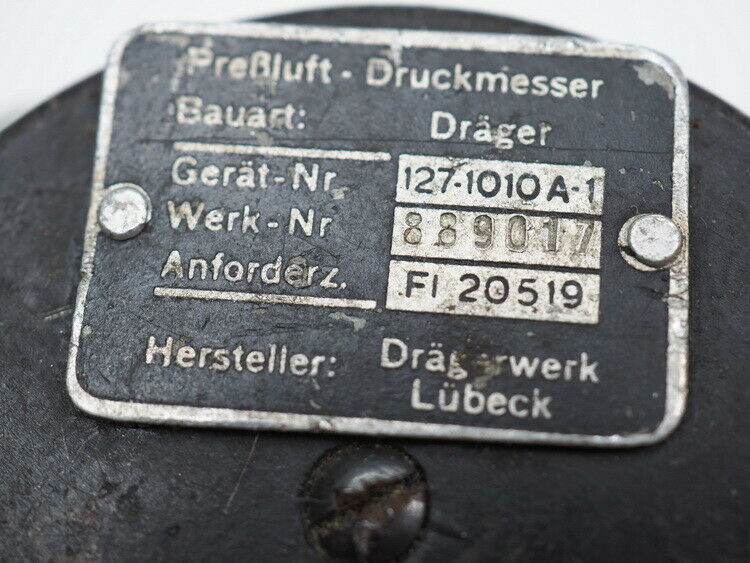 Preßluft - Druckmesser
Bauart: Dräger
Gerät-Nr 127-1010 A-1
Werk-Nr 889017
Anforderz. Fl 20519
Hersteller: Drägerwerk
Lübeck